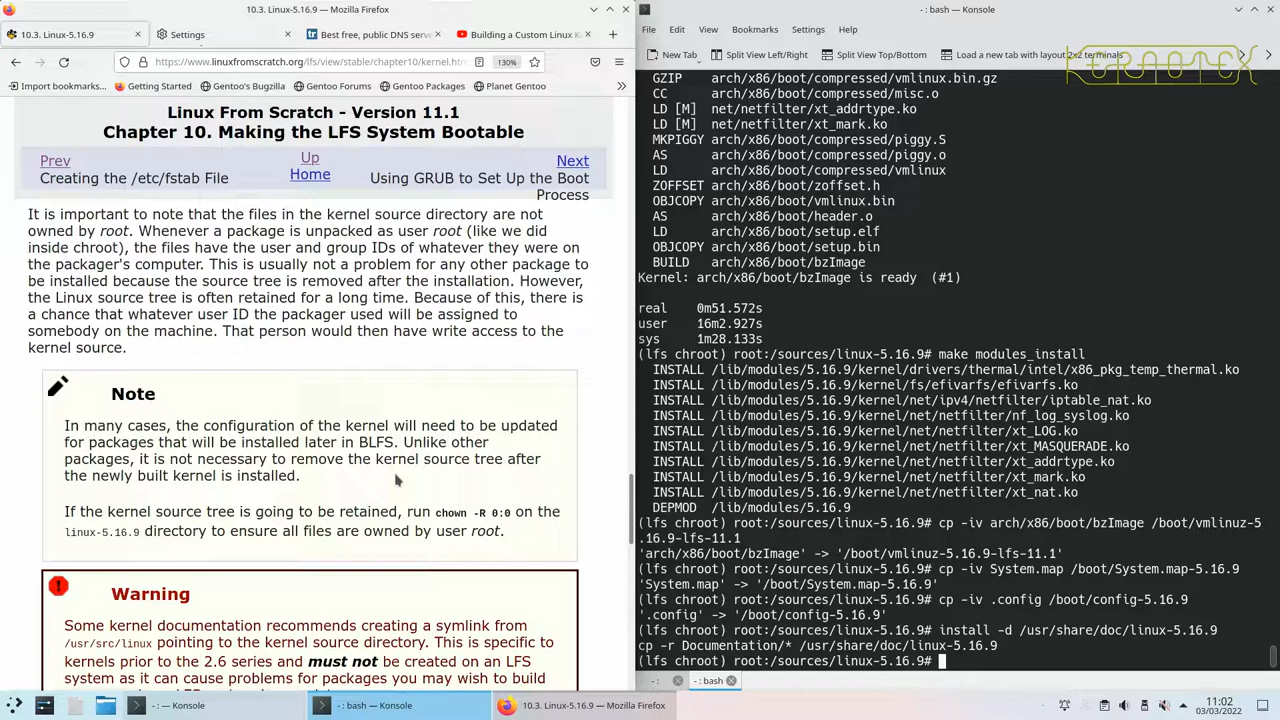 10.3. Linux-5.16.9 — Mozilla Firefox
10.3. Linux-5.16.9
Settings
Best free, public DNS serve
Building a Custom Linux K
https://www.linuxfromscratch.org/lfs/view/stable/chapter10/kernel.htm
130%
Import bookmarks...
Getting Started
Gentoo's Bugzilla
Gentoo Forums
Gentoo Packages
Planet Gentoo
Linux From Scratch - Version 11.1
Chapter 10. Making the LFS System Bootable
Prev
Creating the /etc/fstab File
Up
Home
Next
Using GRUB to Set Up the Boot
Process
It is important to note that the files in the kernel source directory are not
owned by root. Whenever a package is unpacked as user root (like we did
inside chroot), the files have the user and group IDs of whatever they were on
the packager's computer. This is usually not a problem for any other package to
be installed because the source tree is removed after the installation. However,
the Linux source tree is often retained for a long time. Because of this, there is
a chance that whatever user ID the packager used will be assigned to
somebody on the machine. That person would then have write access to the
kernel source.
Note
In many cases, the configuration of the kernel will need to be updated
for packages that will be installed later in BLFS. Unlike other
packages, it is not necessary to remove the kernel source tree after
the newly built kernel is installed.
If the kernel source tree is going to be retained, run chown -R 0:0 on the
linux-5.16.9 directory to ensure all files are owned by user root.
Warning
Some kernel documentation recommends creating a symlink from
/usr/src/linux pointing to the kernel source directory. This is specific to
kernels prior to the 2.6 series and must not be created on an LFS
system as it can cause problems for packages you may wish to build
- : bash — Konsole
File Edit View Bookmarks Settings Help
New Tab
Split View Left/Right
Split View Top/Bottom
Load a new tab with layout 2x2 terminals
KERNOTEX
GZIP arch/x86/boot/compressed/vmlinux.bin.gz
CC arch/x86/boot/compressed/misc.o
LD [M] net/netfilter/xt_addrtype.ko
LD [M] net/netfilter/xt_mark.ko
MKPIGGY arch/x86/boot/compressed/piggy.S
AS arch/x86/boot/compressed/piggy.o
LD arch/x86/boot/compressed/vmlinux
ZOFFSET arch/x86/boot/zoffset.h
OBJCOPY arch/x86/boot/vmlinux.bin
AS arch/x86/boot/header.o
LD arch/x86/boot/setup.elf
OBJCOPY arch/x86/boot/setup.bin
BUILD arch/x86/boot/bzImage
Kernel: arch/x86/boot/bzImage is ready (#1)
real 0m51.572s
user 16m2.927s
sys 1m28.133s
(lfs chroot) root:/sources/linux-5.16.9# make modules_install
INSTALL /lib/modules/5.16.9/kernel/drivers/thermal/intel/x86_pkg_temp_thermal.ko
INSTALL /lib/modules/5.16.9/kernel/fs/efivarfs/efivarfs.ko
INSTALL /lib/modules/5.16.9/kernel/net/ipv4/netfilter/iptable_nat.ko
INSTALL /lib/modules/5.16.9/kernel/net/netfilter/nf_log_syslog.ko
INSTALL /lib/modules/5.16.9/kernel/net/netfilter/xt_LOG.ko
INSTALL /lib/modules/5.16.9/kernel/net/netfilter/xt_MASQUERADE.ko
INSTALL /lib/modules/5.16.9/kernel/net/netfilter/xt_addrtype.ko
INSTALL /lib/modules/5.16.9/kernel/net/netfilter/xt_mark.ko
INSTALL /lib/modules/5.16.9/kernel/net/netfilter/xt_nat.ko
DEPMOD /lib/modules/5.16.9
(lfs chroot) root:/sources/linux-5.16.9# cp -iv arch/x86/boot/bzImage /boot/vmlinuz-5
.16.9-lfs-11.1
'arch/x86/boot/bzImage' -> '/boot/vmlinuz-5.16.9-lfs-11.1'
(lfs chroot) root:/sources/linux-5.16.9# cp -iv System.map /boot/System.map-5.16.9
'System.map' -> '/boot/System.map-5.16.9'
(lfs chroot) root:/sources/linux-5.16.9# cp -iv .config /boot/config-5.16.9
'.config' -> '/boot/config-5.16.9'
(lfs chroot) root:/sources/linux-5.16.9# install -d /usr/share/doc/linux-5.16.9
cp -r Documentation/* /usr/share/doc/linux-5.16.9
(lfs chroot) root:/sources/linux-5.16.9#
- :
- : bash
- : — Konsole
- : bash — Konsole
10.3. Linux-5.16.9 — Mozilla Firefox
11:02
03/03/2022